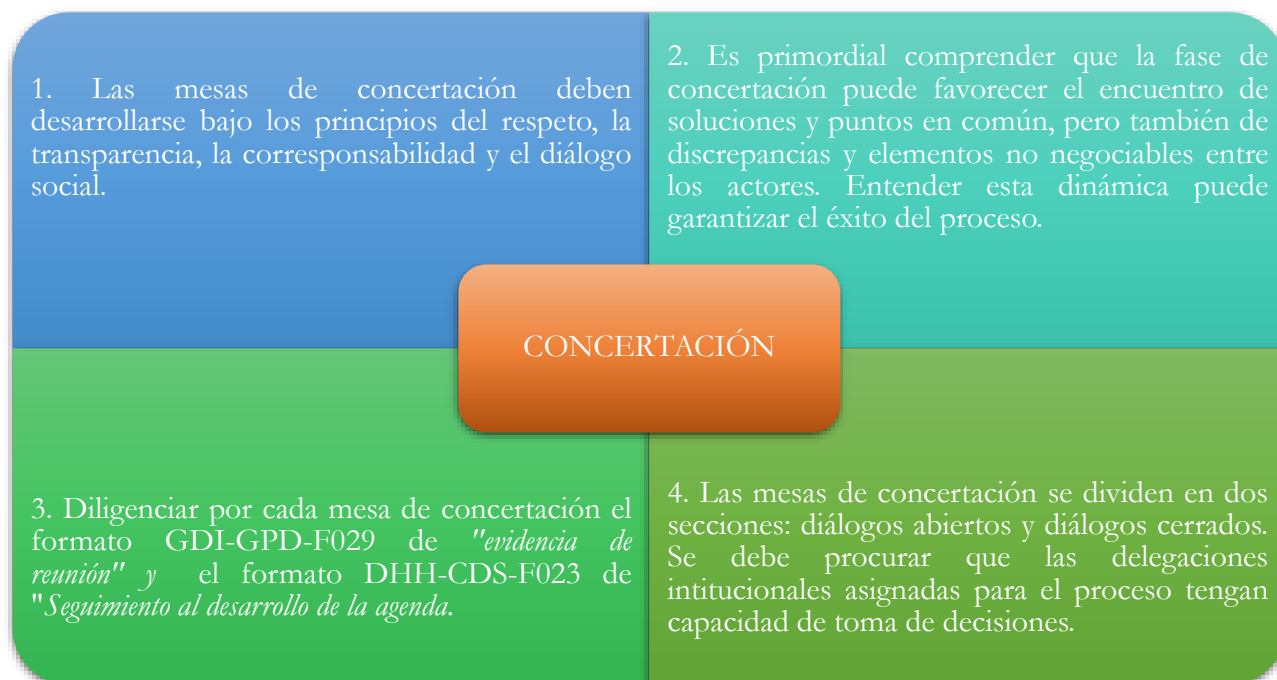 1. Las mesas de concertación deben
desarrollarse bajo los principios del respeto, la
transparencia, la corresponsabilidad y el diálogo
social.
2. Es primordial comprender que la fase de
concertación puede favorecer el encuentro de
soluciones y puntos en común, pero también de
discrepancias y elementos no negociables entre
los actores. Entender esta dinámica puede
garantizar el éxito del proceso.
CONCERTACIÓN
3. Diligenciar por cada mesa de concertación el
formato GDI-GPD-F029 de "evidencia de
reunión" y el formato DHH-CDS-F023 de
"Seguimiento al desarrollo de la agenda.
4. Las mesas de concertación se dividen en dos
secciones: diálogos abiertos y diálogos cerrados.
Se debe procurar que las delegaciones
intitucionales asignadas para el proceso tengan
capacidad de toma de decisiones.